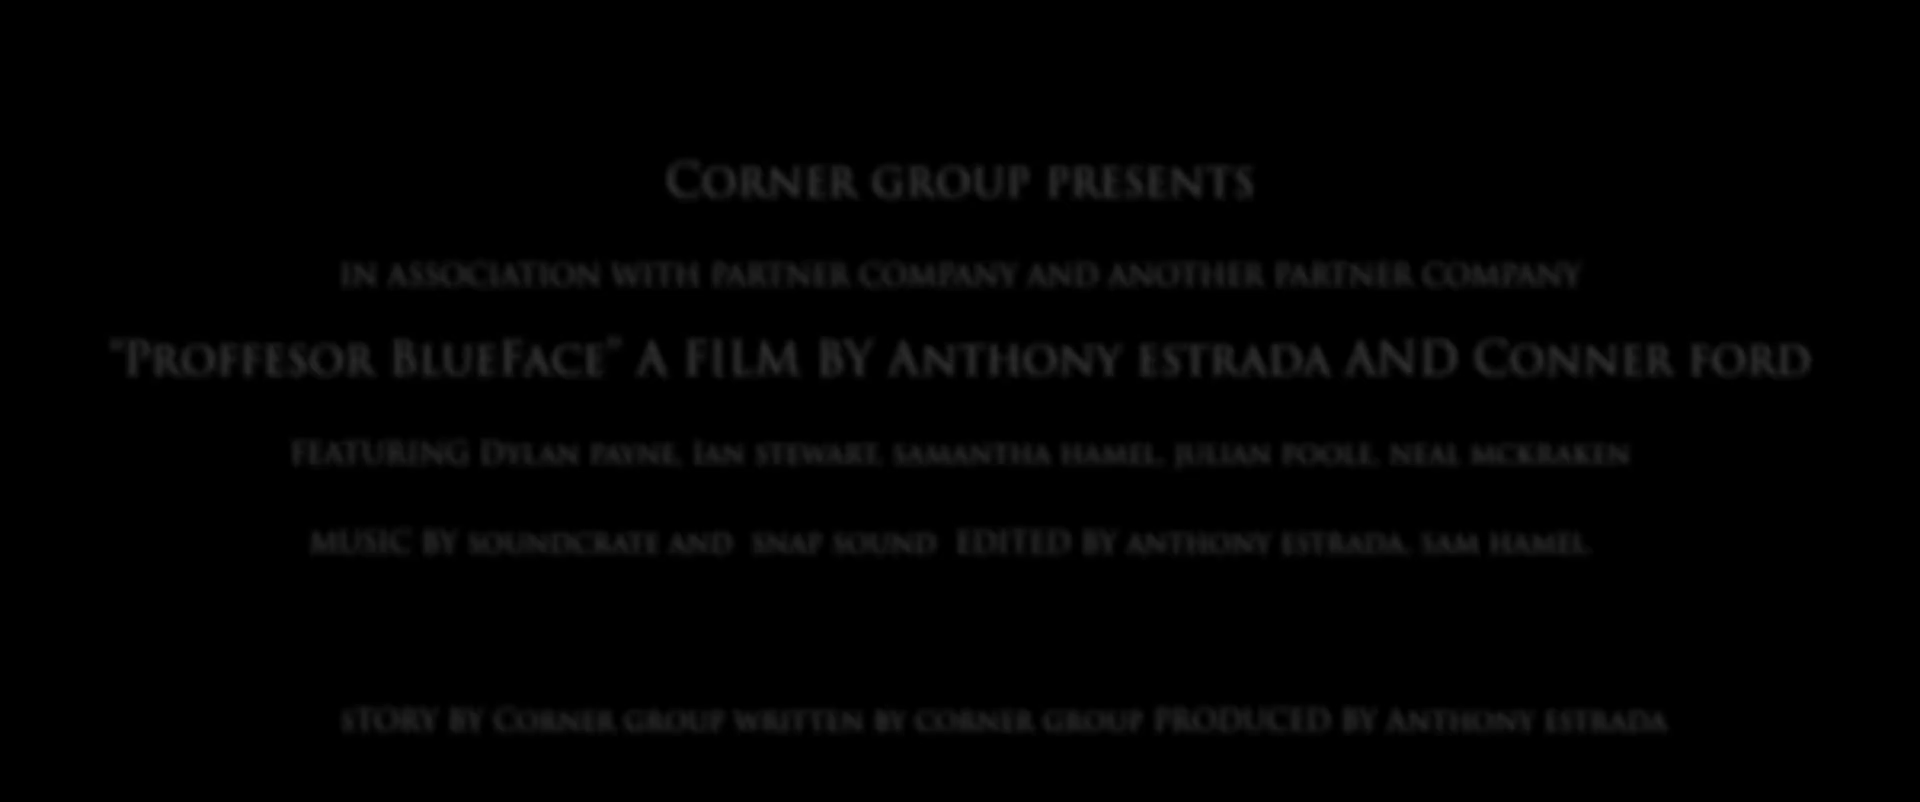 Corner group presents
IN ASSOCIATION WITH PARTNER COMPANY AND ANOTHER PARTNER COMPANY
"Proffesor BlueFace" A FILM BY Anthony estrada AND Conner ford
FEATURING Dylan payne, Ian stewart, samantha hamel, julian poole, neal mckraken
MUSIC BY soundcrate and snap sound EDITED BY anthony estrada, sam hamel
sTORY BY Corner group written by corner group PRODUCED BY Anthony estrada